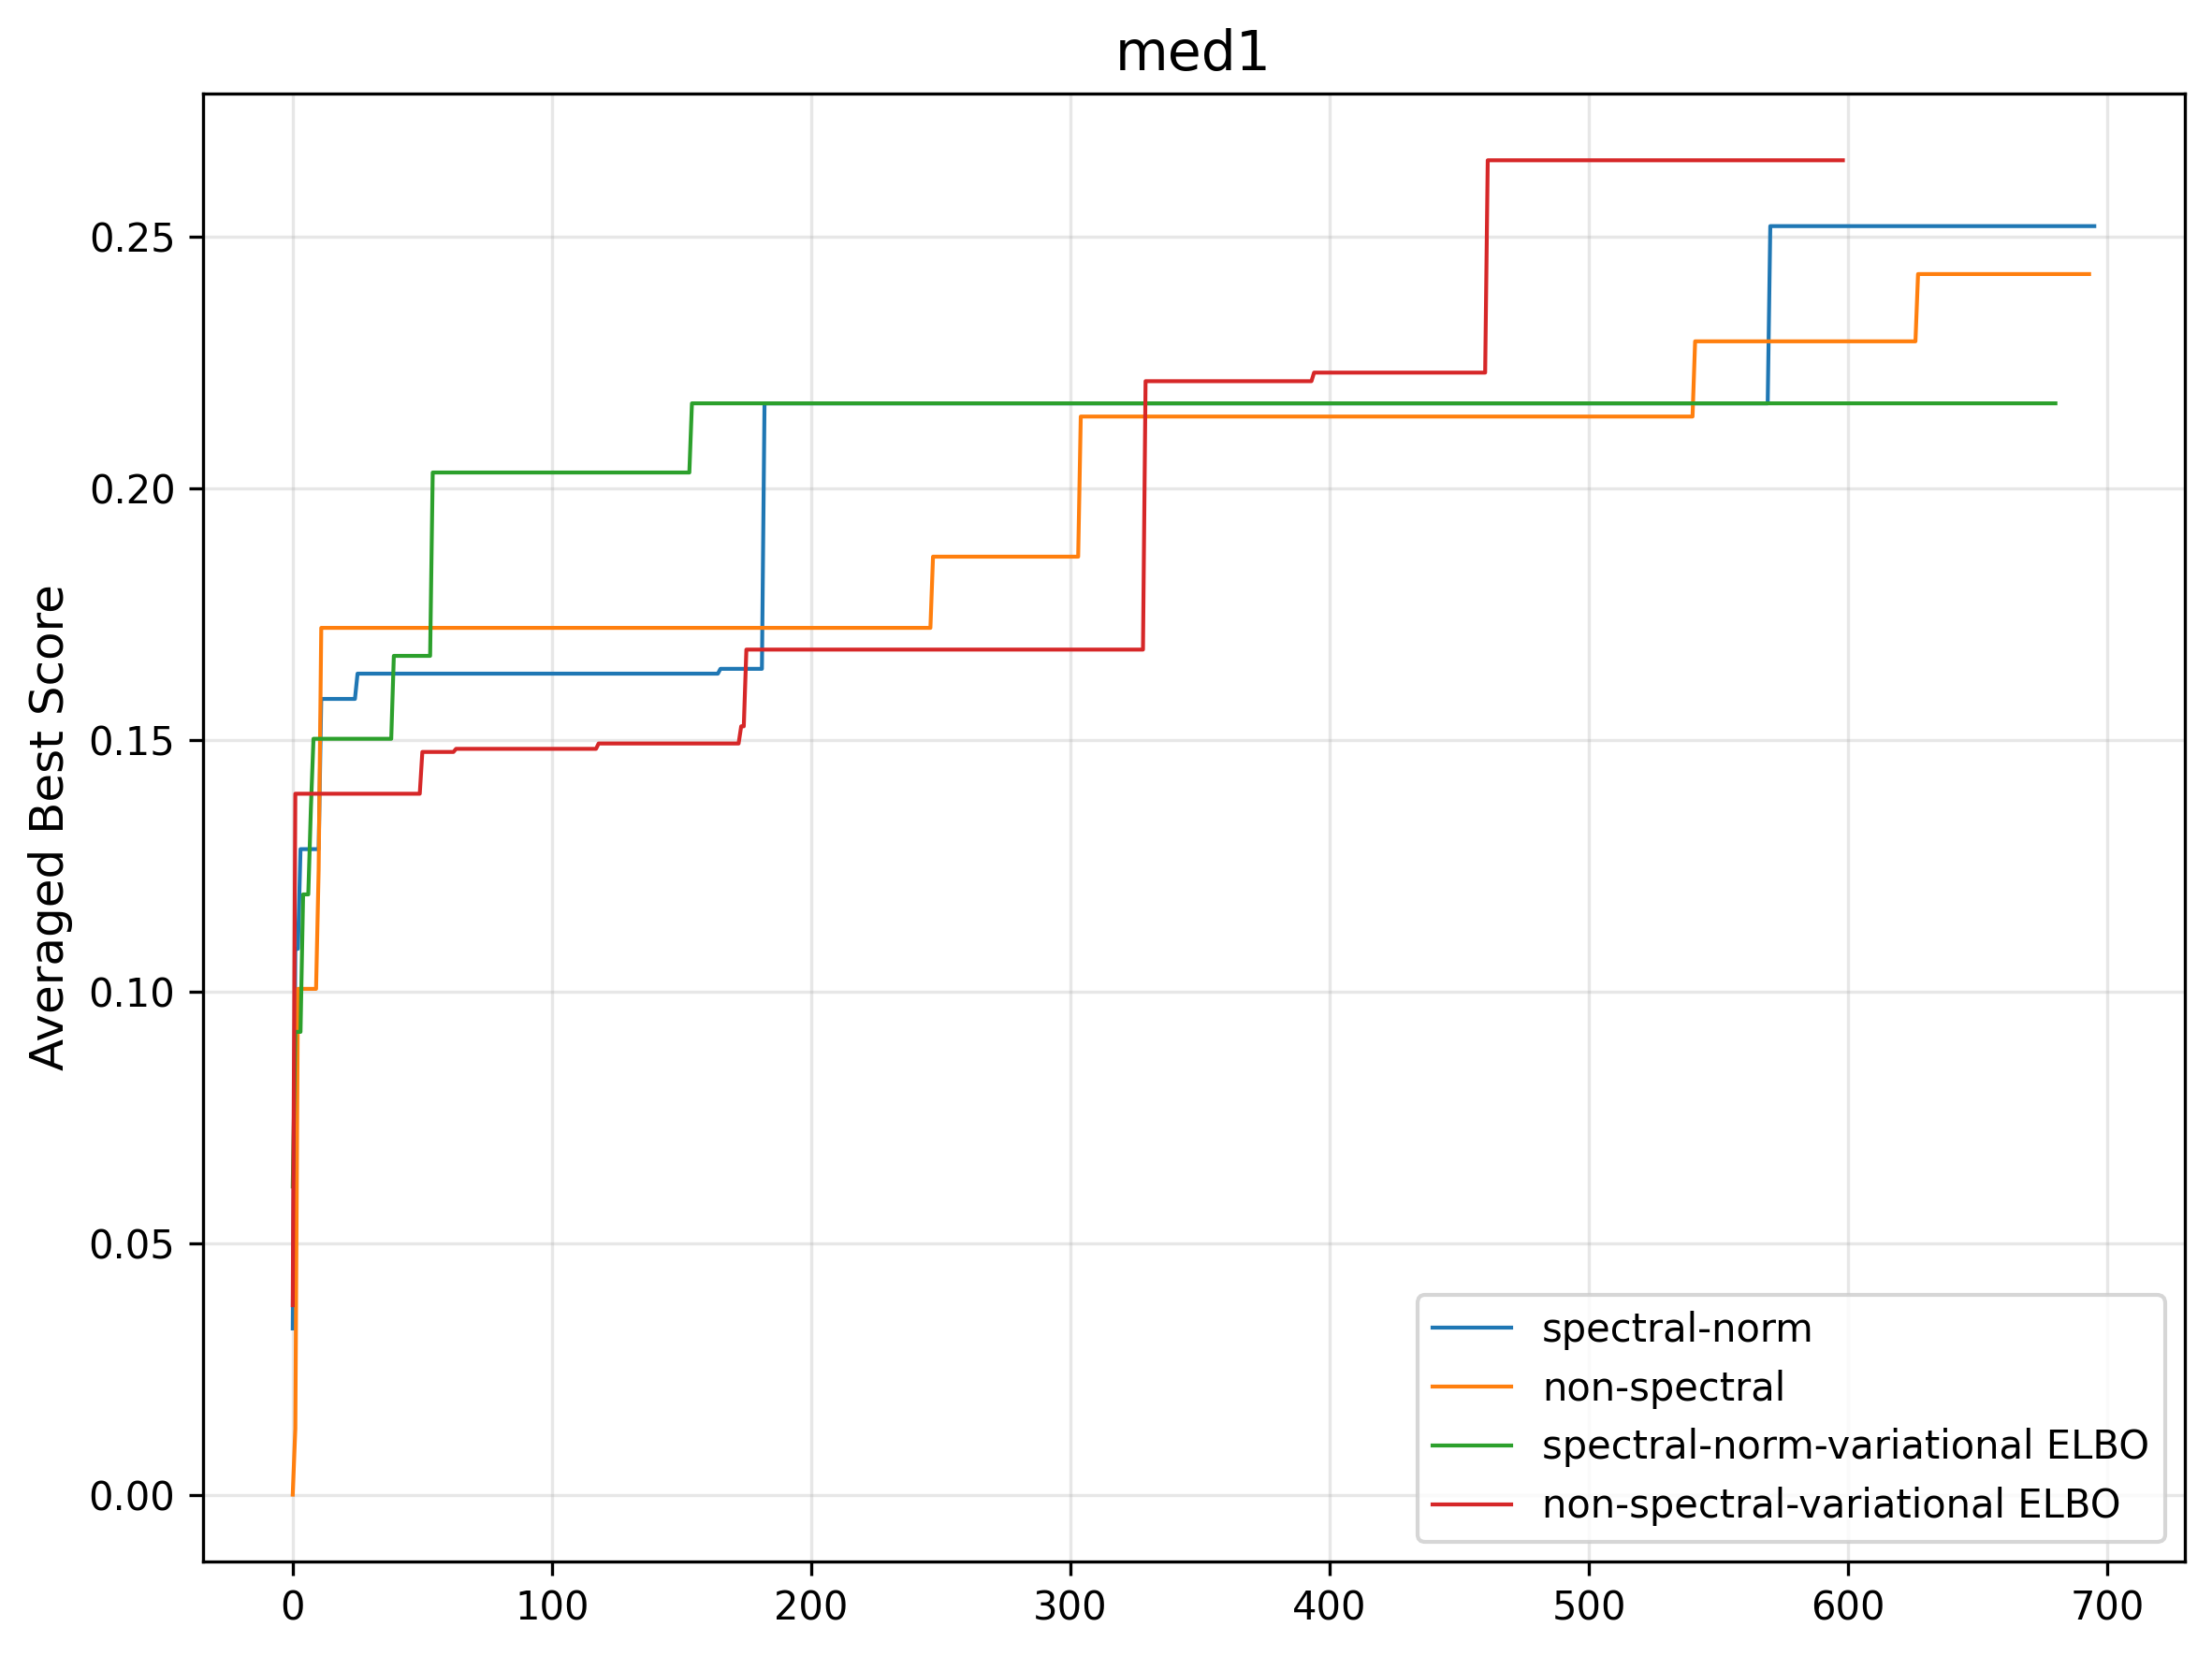 med1
Averaged Best Score
0.25
0.20
0.15
0.10
0.05
0.00
0 100 200 300 400 500 600 700
spectral-norm
non-spectral
spectral-norm-variational ELBO
non-spectral-variational ELBO